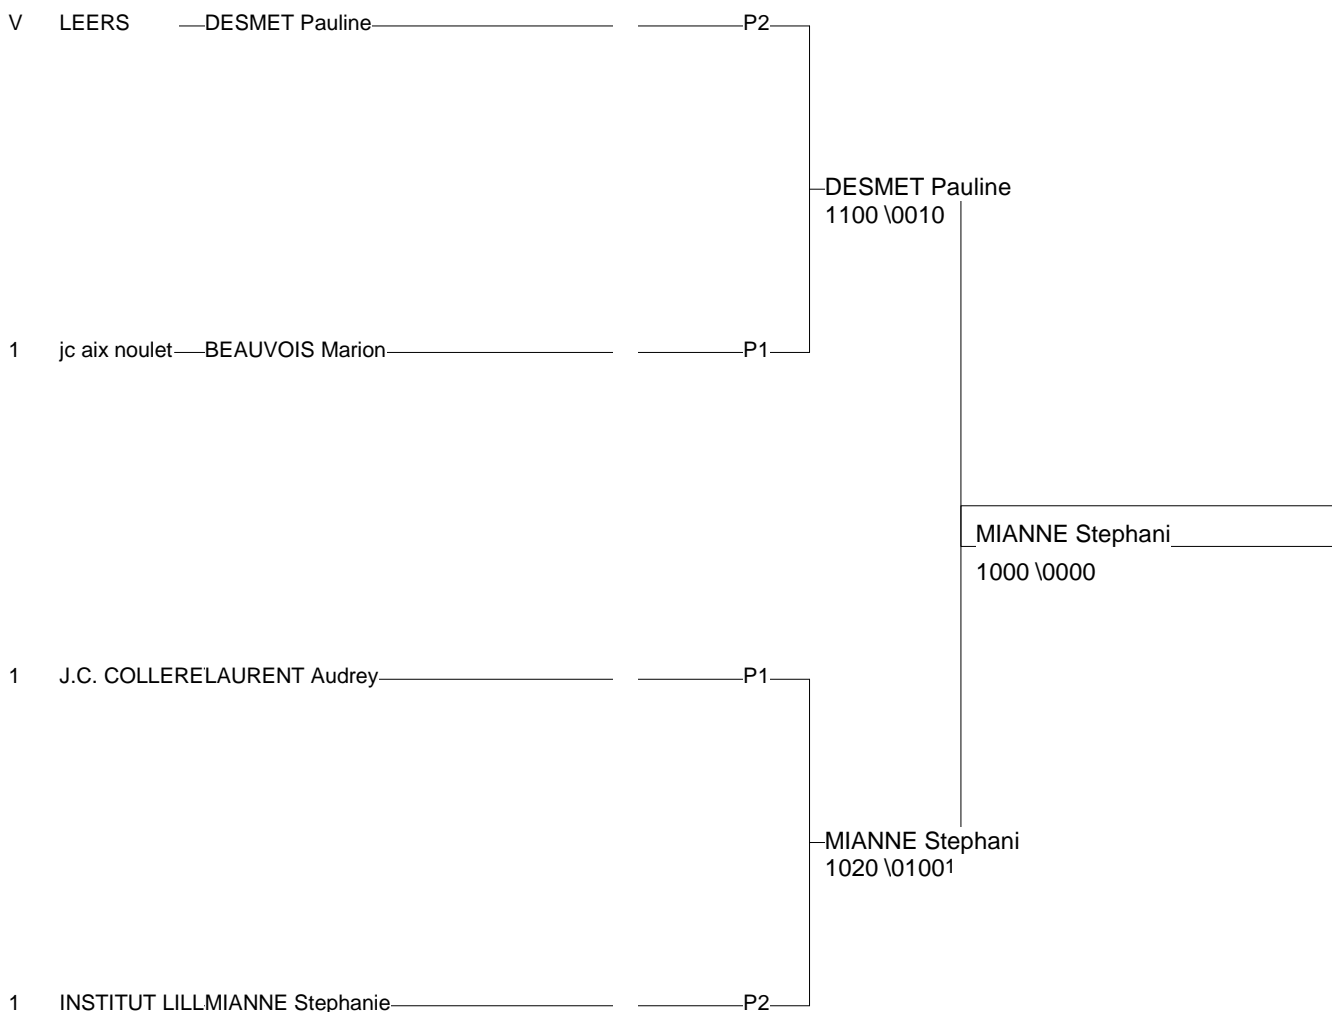 V LEERS DESMET Pauline P2
DESMET Pauline
1100 \0010
1 jc aix noulet BEAUVOIS Marion P1
MIANNE Stephani
1000 \0000
1 J.C. COLLERE LAURENT Audrey P1
MIANNE Stephani
1020 \01001
1 INSTITUT LILL MIANNE Stephanie P2